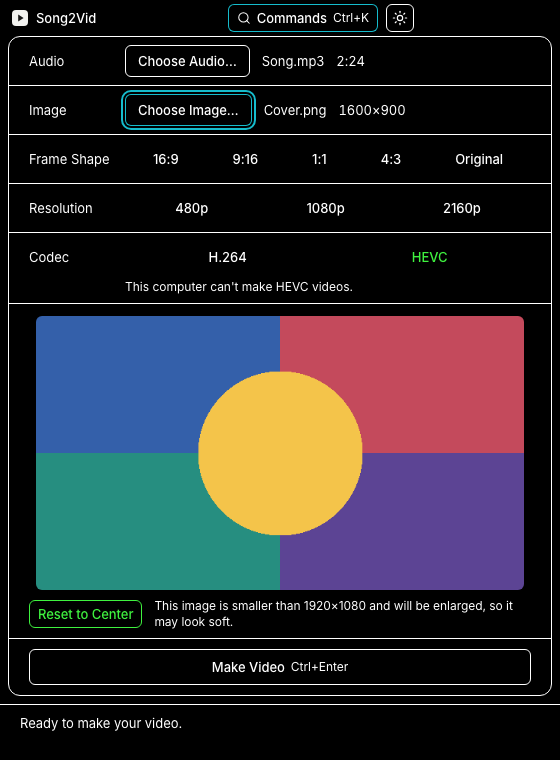 Song2Vid
Commands Ctrl+K
Audio Choose Audio... Song.mp3 2:24
Image Choose Image... Cover.png 1600×900
Frame Shape 16:9 9:16 1:1 4:3 Original
Resolution 480p 1080p 2160p
Codec H.264 HEVC
This computer can't make HEVC videos.
Reset to Center
This image is smaller than 1920×1080 and will be enlarged, so it
may look soft.
Make Video Ctrl+Enter
Ready to make your video.